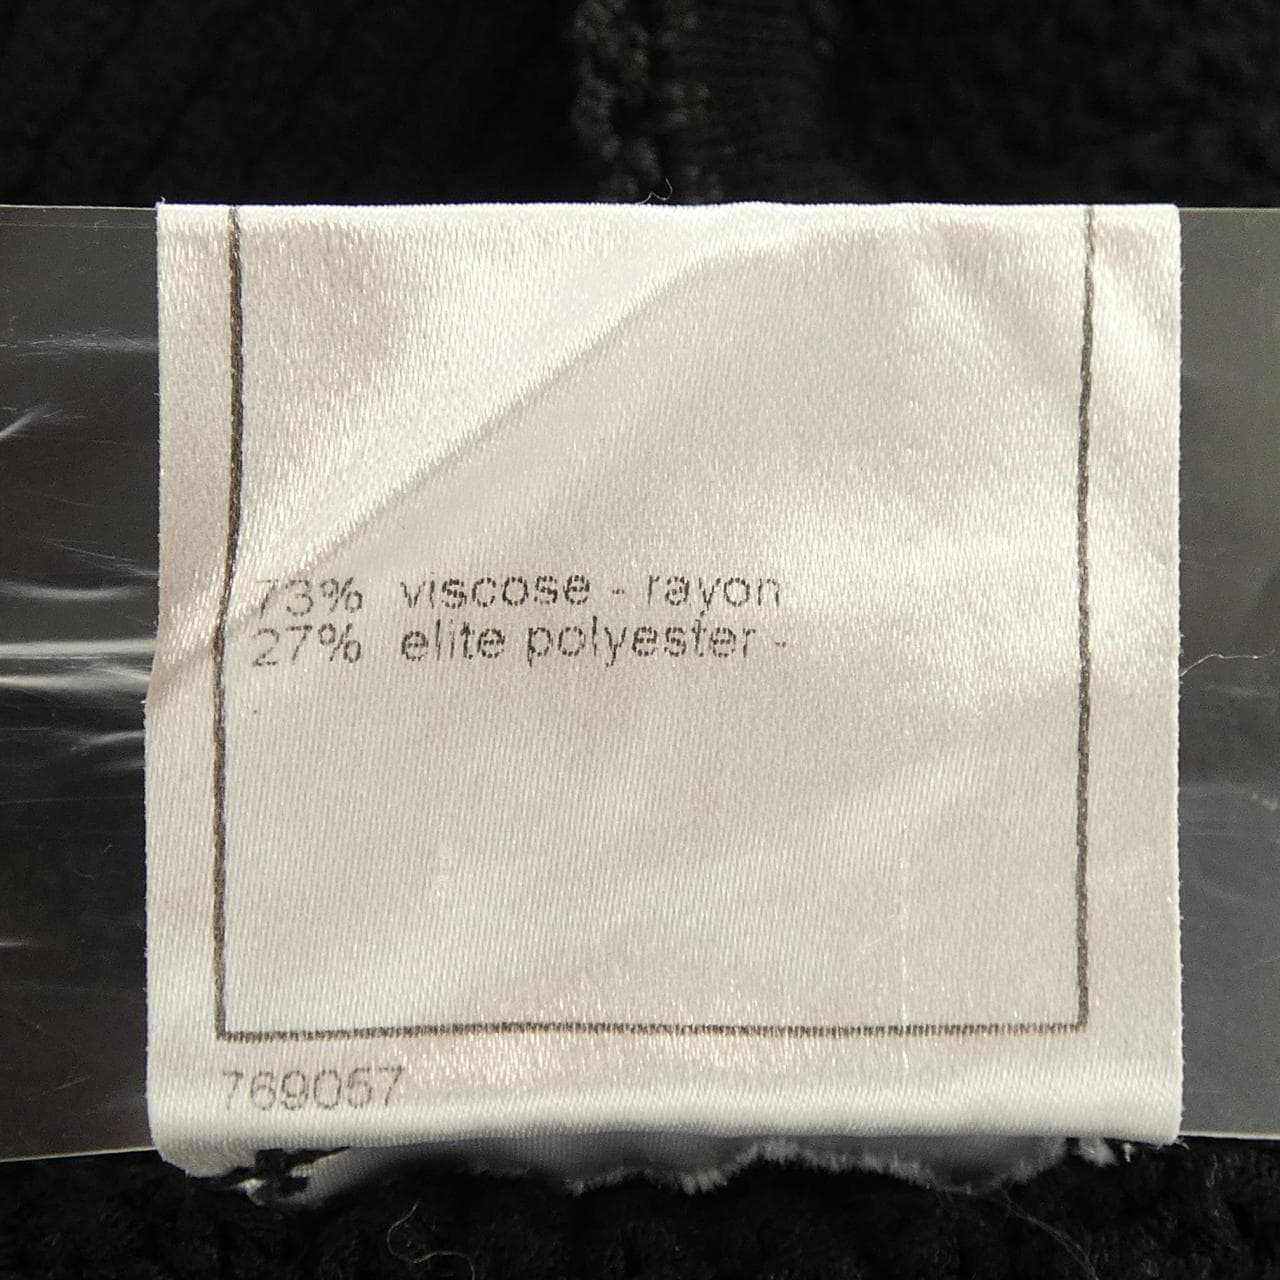 73% viscose - rayon
27% elite polyester -
769057